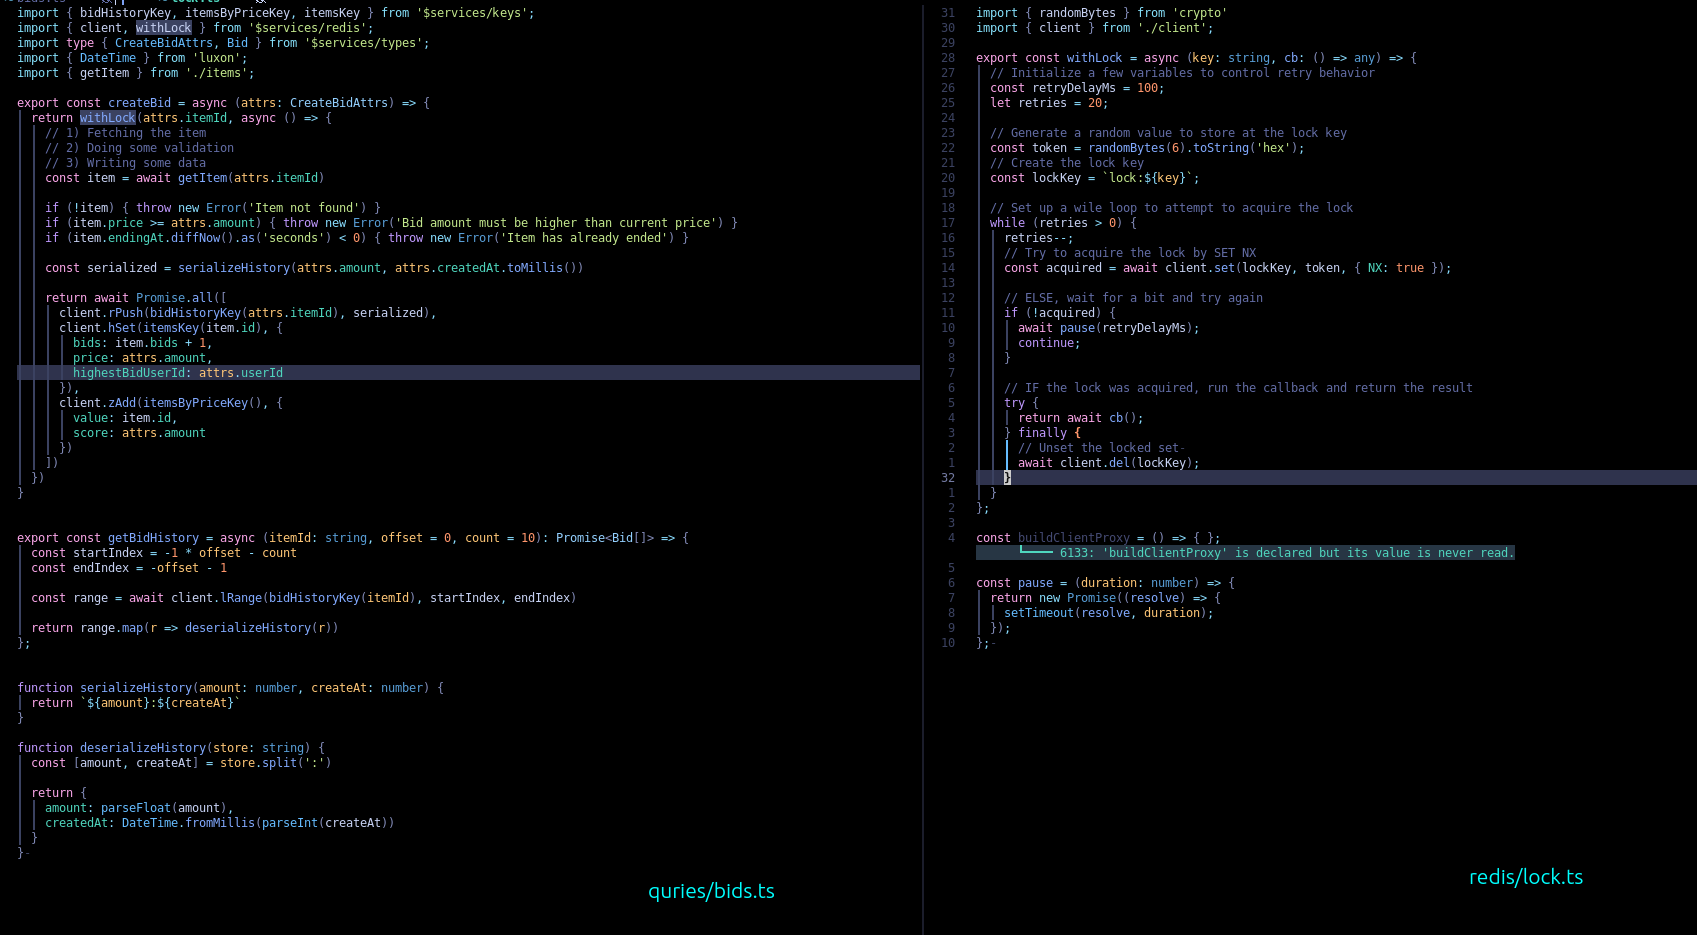 import { bidHistoryKey, itemsByPriceKey, itemsKey } from '$services/keys';
import { client, withLock } from '$services/redis';
import type { CreateBidAttrs, Bid } from '$services/types';
import { DateTime } from 'luxon';
import { getItem } from './items';
export const createBid = async (attrs: CreateBidAttrs) => {
return withLock(attrs.itemId, async () => {
// 1) Fetching the item
// 2) Doing some validation
// 3) Writing some data
const item = await getItem(attrs.itemId)
if (!item) { throw new Error('Item not found') }
if (item.price >= attrs.amount) { throw new Error('Bid amount must be higher than current price') }
if (item.endingAt.diffNow().as('seconds') < 0) { throw new Error('Item has already ended') }
const serialized = serializeHistory(attrs.amount, attrs.createdAt.toMillis())
return await Promise.all([
client.rPush(bidHistoryKey(attrs.itemId), serialized),
client.hSet(itemsKey(item.id), {
bids: item.bids + 1,
price: attrs.amount,
highestBidUserId: attrs.userId
}),
client.zAdd(itemsByPriceKey(), {
value: item.id,
score: attrs.amount
})
])
})
}
export const getBidHistory = async (itemId: string, offset = 0, count = 10): Promise<Bid[]> => {
const startIndex = -1 * offset - count
const endIndex = -offset - 1
const range = await client.lRange(bidHistoryKey(itemId), startIndex, endIndex)
return range.map(r => deserializeHistory(r))
};
function serializeHistory(amount: number, createAt: number) {
return `${amount}:${createAt}`
}
function deserializeHistory(store: string) {
const [amount, createAt] = store.split(':')
return {
amount: parseFloat(amount),
createdAt: DateTime.fromMillis(parseInt(createAt))
}
}-
quries/bids.ts
31 import { randomBytes } from 'crypto'
30 import { client } from './client';
29
28 export const withLock = async (key: string, cb: () => any) => {
27 // Initialize a few variables to control retry behavior
26 const retryDelayMs = 100;
25 let retries = 20;
24
23 // Generate a random value to store at the lock key
22 const token = randomBytes(6).toString('hex');
21 // Create the lock key
20 const lockKey = `lock:${key}`;
19
18 // Set up a wile loop to attempt to acquire the lock
17 while (retries > 0) {
16 retries--;
15 // Try to acquire the lock by SET NX
14 const acquired = await client.set(lockKey, token, { NX: true });
13
12 // ELSE, wait for a bit and try again
11 if (!acquired) {
10 await pause(retryDelayMs);
9 continue;
8 }
7
6 // IF the lock was acquired, run the callback and return the result
5 try {
4 return await cb();
3 } finally {
2 // Unset the locked set-
1 await client.del(lockKey);
32 }
1 }
2 };
3
4 const buildClientProxy = () => { };
6133: 'buildClientProxy' is declared but its value is never read.
5
6 const pause = (duration: number) => {
7 return new Promise((resolve) => {
8 setTimeout(resolve, duration);
9 });
10 };-
redis/lock.ts